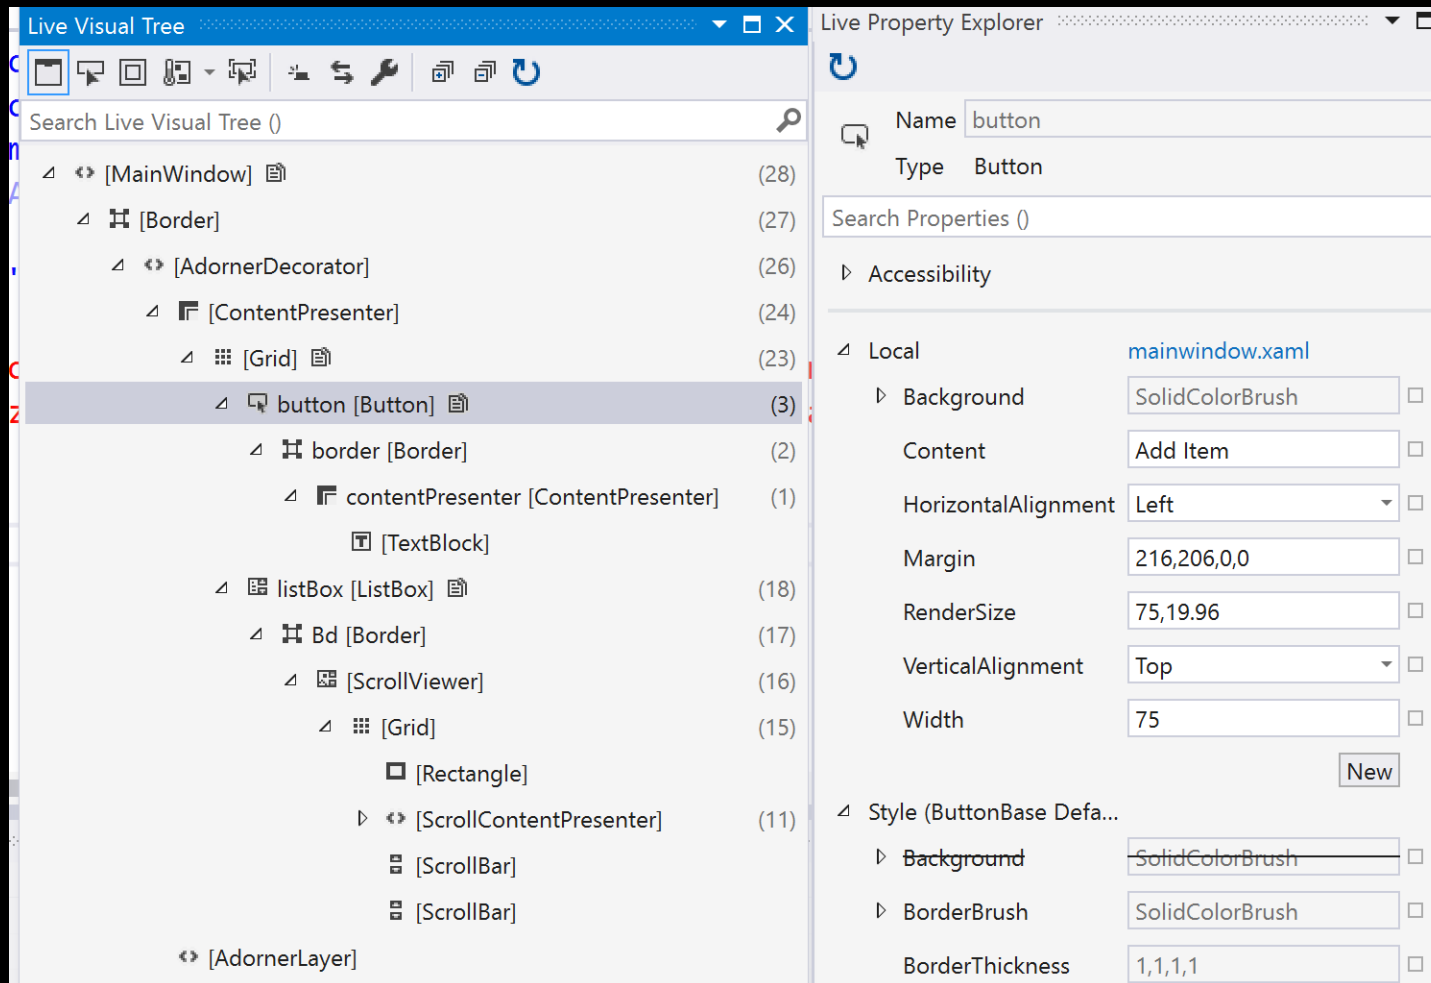 Live Visual Tree
Search Live Visual Tree ()
[MainWindow] (28)
[Border] (27)
[AdornerDecorator] (26)
[ContentPresenter] (24)
[Grid] (23)
button [Button] (3)
border [Border] (2)
contentPresenter [ContentPresenter] (1)
[TextBlock]
listBox [ListBox] (18)
Bd [Border] (17)
[ScrollViewer] (16)
[Grid] (15)
[Rectangle]
[ScrollContentPresenter] (11)
[ScrollBar]
[ScrollBar]
[AdornerLayer]
Live Property Explorer
Name button
Type Button
Search Properties ()
Accessibility
Local mainwindow.xaml
Background SolidColorBrush
Content Add Item
HorizontalAlignment Left
Margin 216,206,0,0
RenderSize 75,19.96
VerticalAlignment Top
Width 75
New
Style (ButtonBase Defa...
Background SolidColorBrush
BorderBrush SolidColorBrush
BorderThickness 1,1,1,1